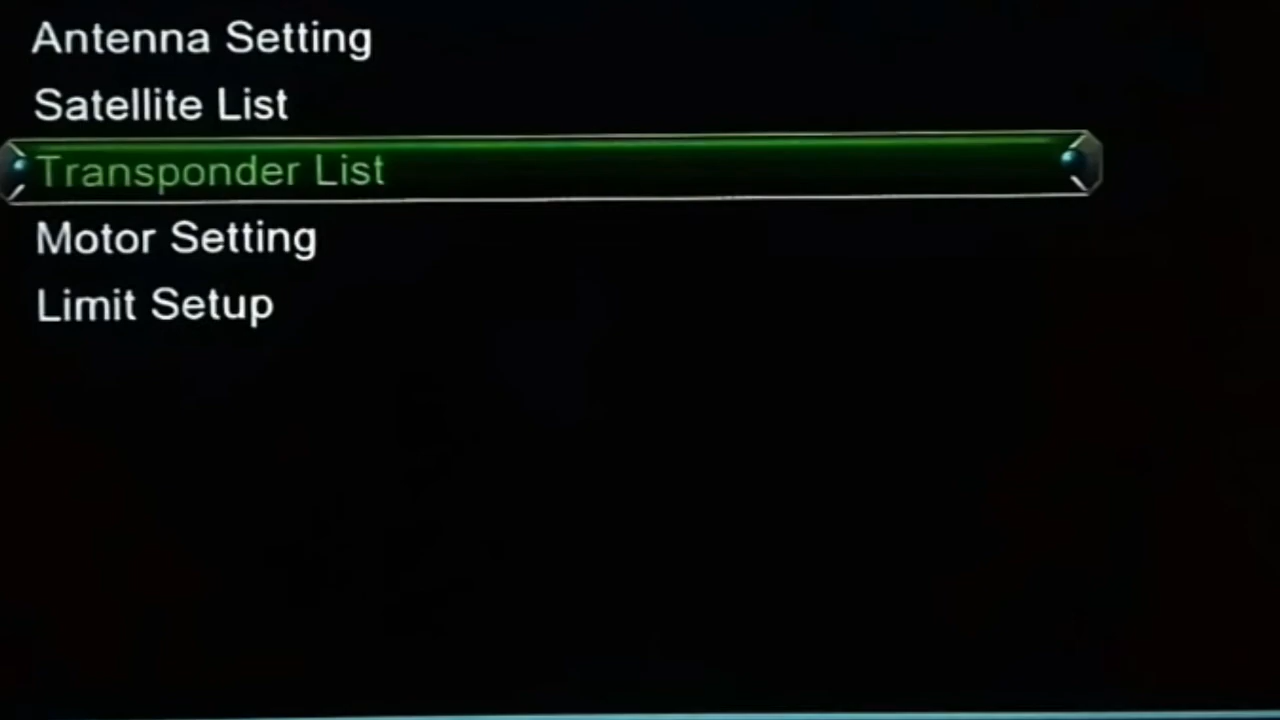 Antenna Setting
Satellite List
Transponder List
Motor Setting
Limit Setup